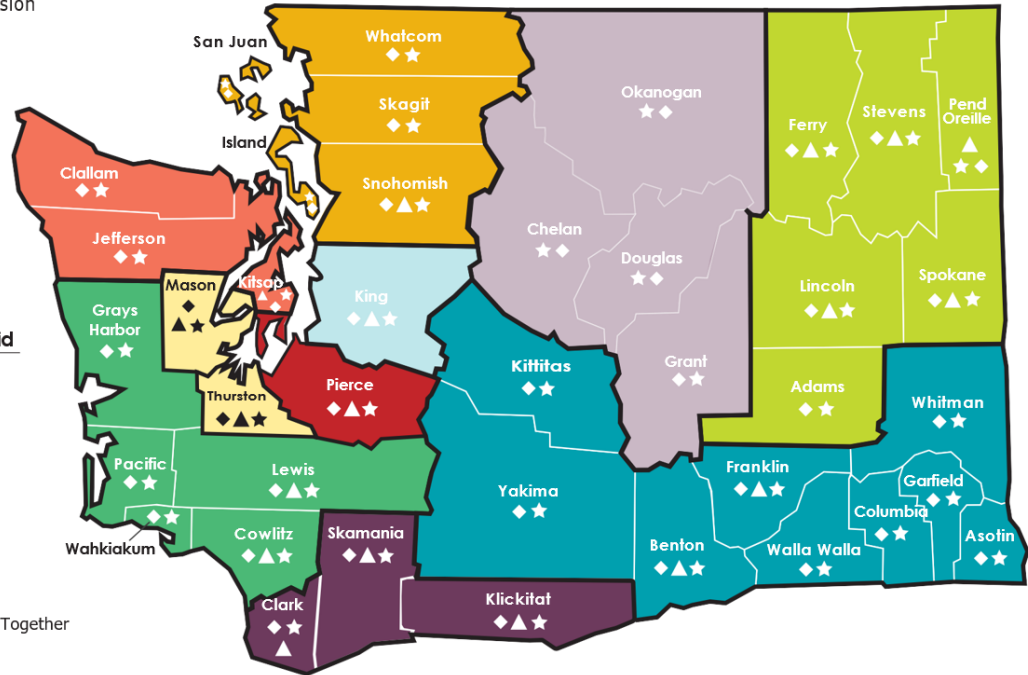 sion
San Juan
Whatcom
Skagit
Island
Snohomish
Okanogan
Ferry
Stevens
Pend
Oreille
Clallam
Jefferson
Chelan
Douglas
Lincoln
Spokane
Mason
Kitsap
King
Grays
Harbor
id
Grant
Kittitas
Thurston
Pierce
Adams
Whitman
Pacific
Lewis
Yakima
Franklin
Garfield
Columbia
Wahkiakum
Cowlitz
Skamania
Benton
Walla Walla
Asotin
Clark
Klickitat
Together